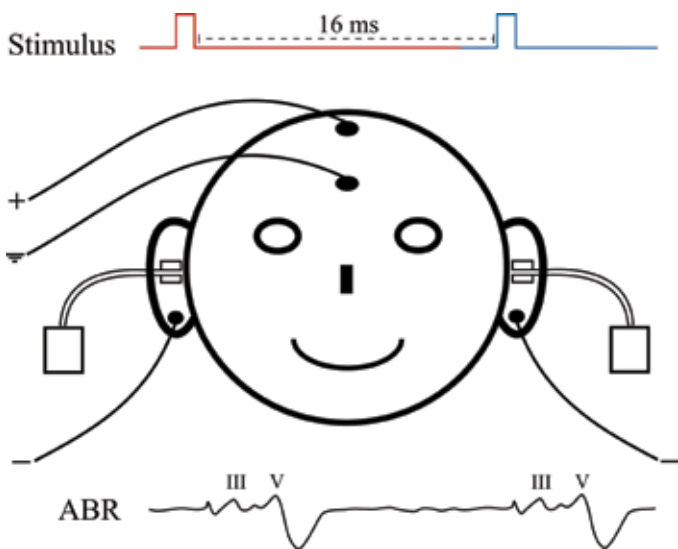 16 ms
Stimulus
+
−
−
III V III V
ABR